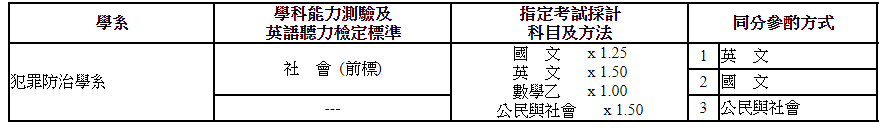 學系
學科能力測驗及
英語聽力檢定標準
指定考試採計
科目及方法
同分參酌方式
犯罪防治學系
社 會 (前標)
---
國 文 x 1.25
英 文 x 1.50
數學乙 x 1.00
公民與社會 x 1.50
1 英 文
2 國 文
3 公民與社會